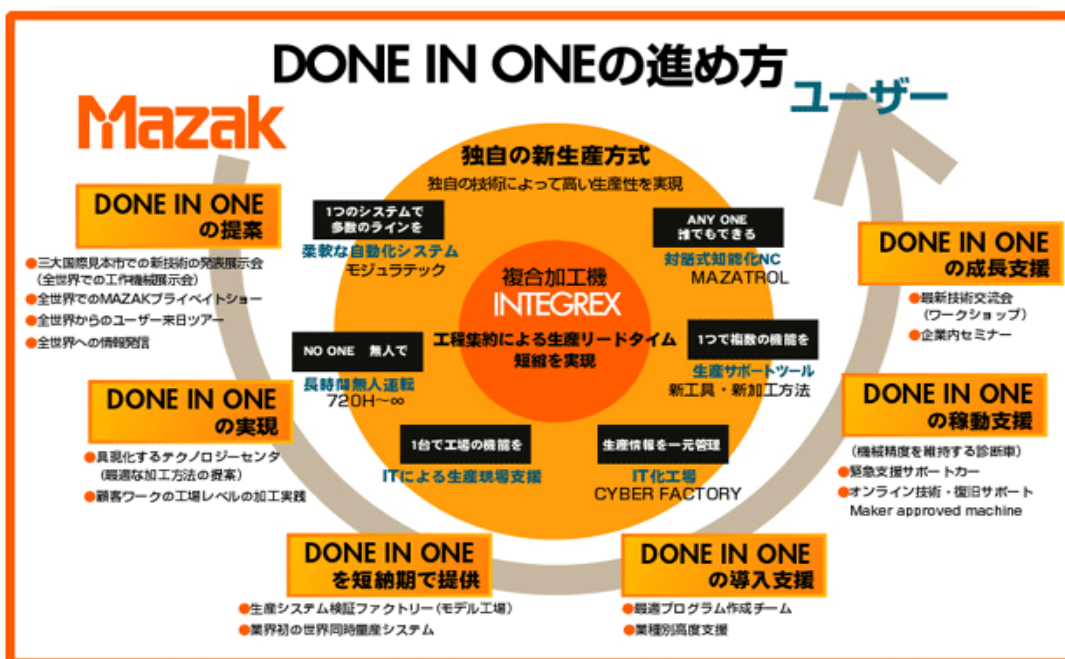 DONE IN ONEの進め方
Mazak
ユーザー
独自の新生産方式
独自の技術によって高い生産性を実現
1つのシステムで
多数のラインを
柔軟な自動化システム
モジュラテック
ANY ONE
誰でもできる
対話式知能化NC
MAZATROL
複合加工機
INTEGREX
工程集約による生産リードタイム
短縮を実現
NO ONE 無人で
長時間無人運転
720H～∞
1つで複数の機能を
生産サポートツール
新工具・新加工方法
1台で工場の機能を
ITによる生産現場支援
生産情報を一元管理
IT化工場
CYBER FACTORY
DONE IN ONE
の提案
●三大国際見本市での新技術の発表展示会
(全世界での工作機械展示会)
●全世界でのMAZAKプライベイトショー
●全世界からのユーザー来日ツアー
●全世界への情報発信
DONE IN ONE
の実現
●具現化するテクノロジーセンタ
(最適な加工方法の提案)
●顧客ワークの工場レベルの加工実践
DONE IN ONE
を短納期で提供
●生産システム検証ファクトリー(モデル工場)
●業界初の世界同時量産システム
DONE IN ONE
の導入支援
●最適プログラム作成チーム
●業種別高度支援
DONE IN ONE
の稼動支援
(機械精度を維持する診断車)
●緊急支援サポートカー
●オンライン技術・復旧サポート
Maker approved machine
DONE IN ONE
の成長支援
●最新技術交流会
(ワークショップ)
●企業内セミナー